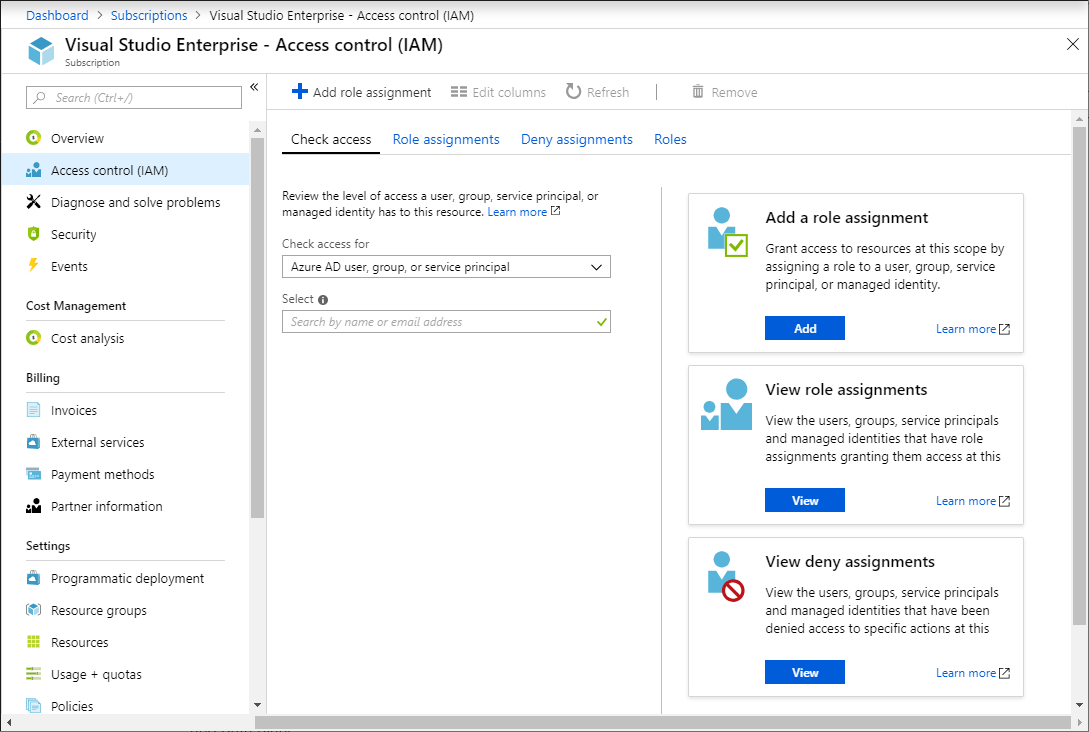 Dashboard > Subscriptions > Visual Studio Enterprise - Access control (IAM)
Visual Studio Enterprise - Access control (IAM)
Subscription
Search (Ctrl+/)
«
Overview
Access control (IAM)
Diagnose and solve problems
Security
Events
Cost Management
Cost analysis
Billing
Invoices
External services
Payment methods
Partner information
Settings
Programmatic deployment
Resource groups
Resources
Usage + quotas
Policies
Add role assignment
Edit columns
Refresh
Remove
Check access
Role assignments
Deny assignments
Roles
Review the level of access a user, group, service principal, or
managed identity has to this resource. Learn more
Check access for
Azure AD user, group, or service principal
Select
Search by name or email address
Add a role assignment
Grant access to resources at this scope by
assigning a role to a user, group, service
principal, or managed identity.
Add
Learn more
View role assignments
View the users, groups, service principals
and managed identities that have role
assignments granting them access at this
View
Learn more
View deny assignments
View the users, groups, service principals
and managed identities that have been
denied access to specific actions at this
View
Learn more